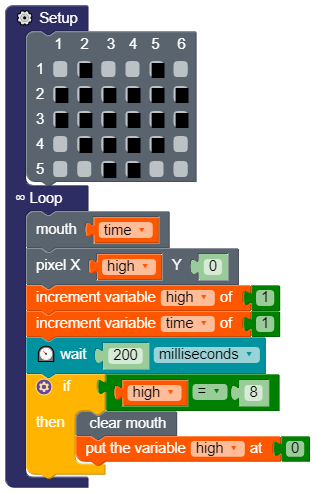 Setup
1 2 3 4 5 6
1
2
3
4
5
∞ Loop
mouth time
pixel X high Y 0
increment variable high of 1
increment variable time of 1
wait 200 milliseconds
if high = 8
then clear mouth
put the variable high at 0